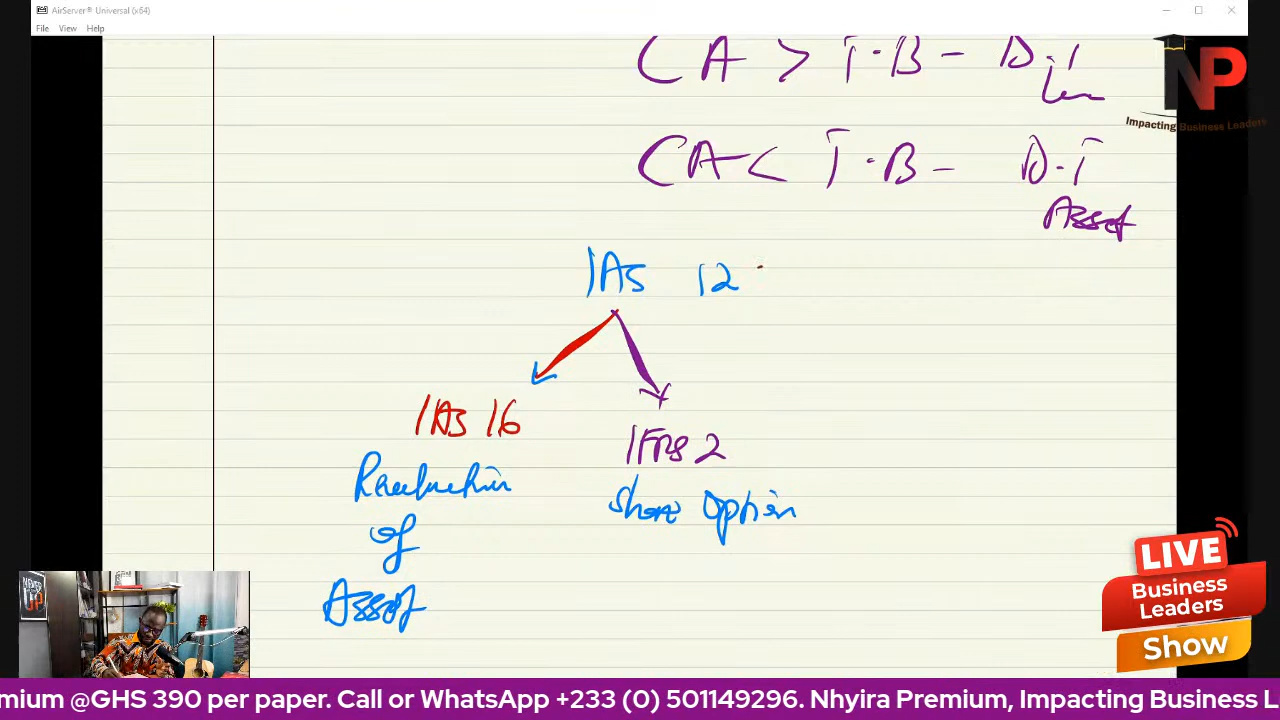 AirServer® Universal (x64)
File View Help
CA > T.B - D.T
CA < T.B - D.T
Asset
NP
Impacting Business Leaders
IAS 12
IAS 16 IFRS 2
Revaluation Share Option
of
Asset
LIVE
Business
Leaders
Show
mium @GHS 390 per paper. Call or WhatsApp +233 (0) 501149296. Nhyira Premium, Impacting Business L